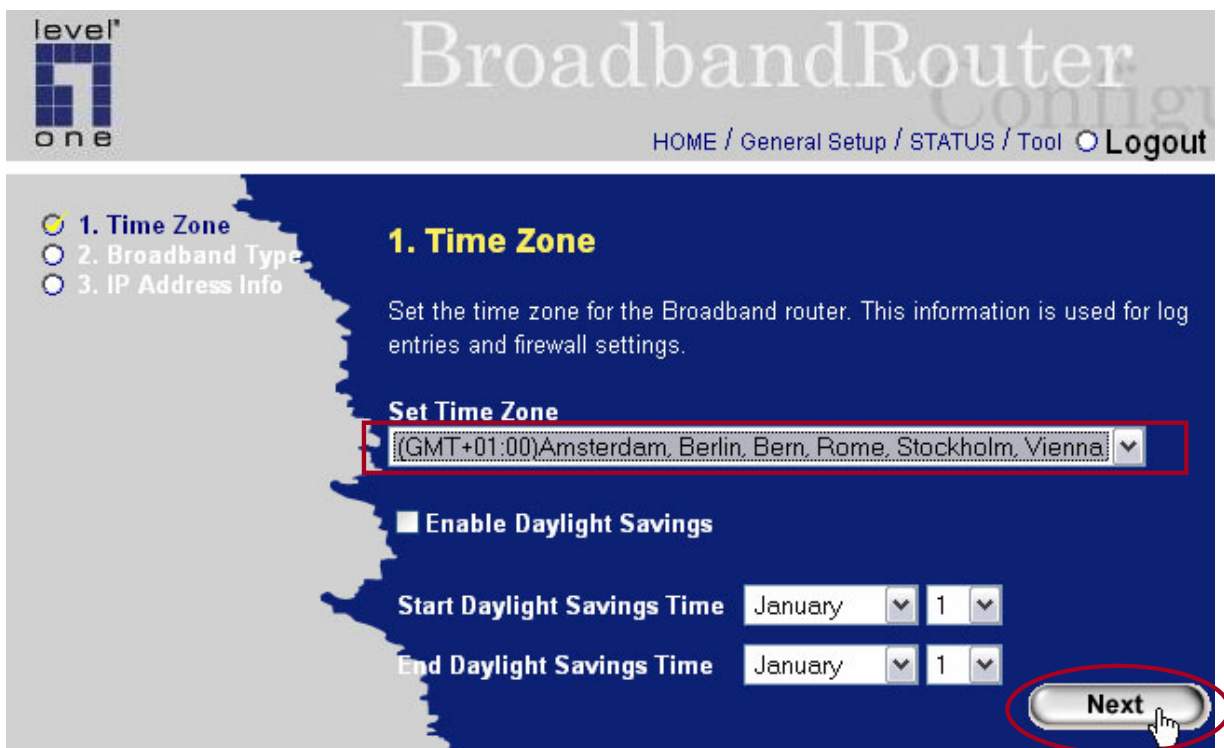 level
one
BroadbandRouter
Configu
HOME / General Setup / STATUS / Tool Logout
1. Time Zone
2. Broadband Type
3. IP Address Info
1. Time Zone
Set the time zone for the Broadband router. This information is used for log
entries and firewall settings.
Set Time Zone
(GMT+01:00)Amsterdam, Berlin, Bern, Rome, Stockholm, Vienna
Enable Daylight Savings
Start Daylight Savings Time January 1
End Daylight Savings Time January 1
Next